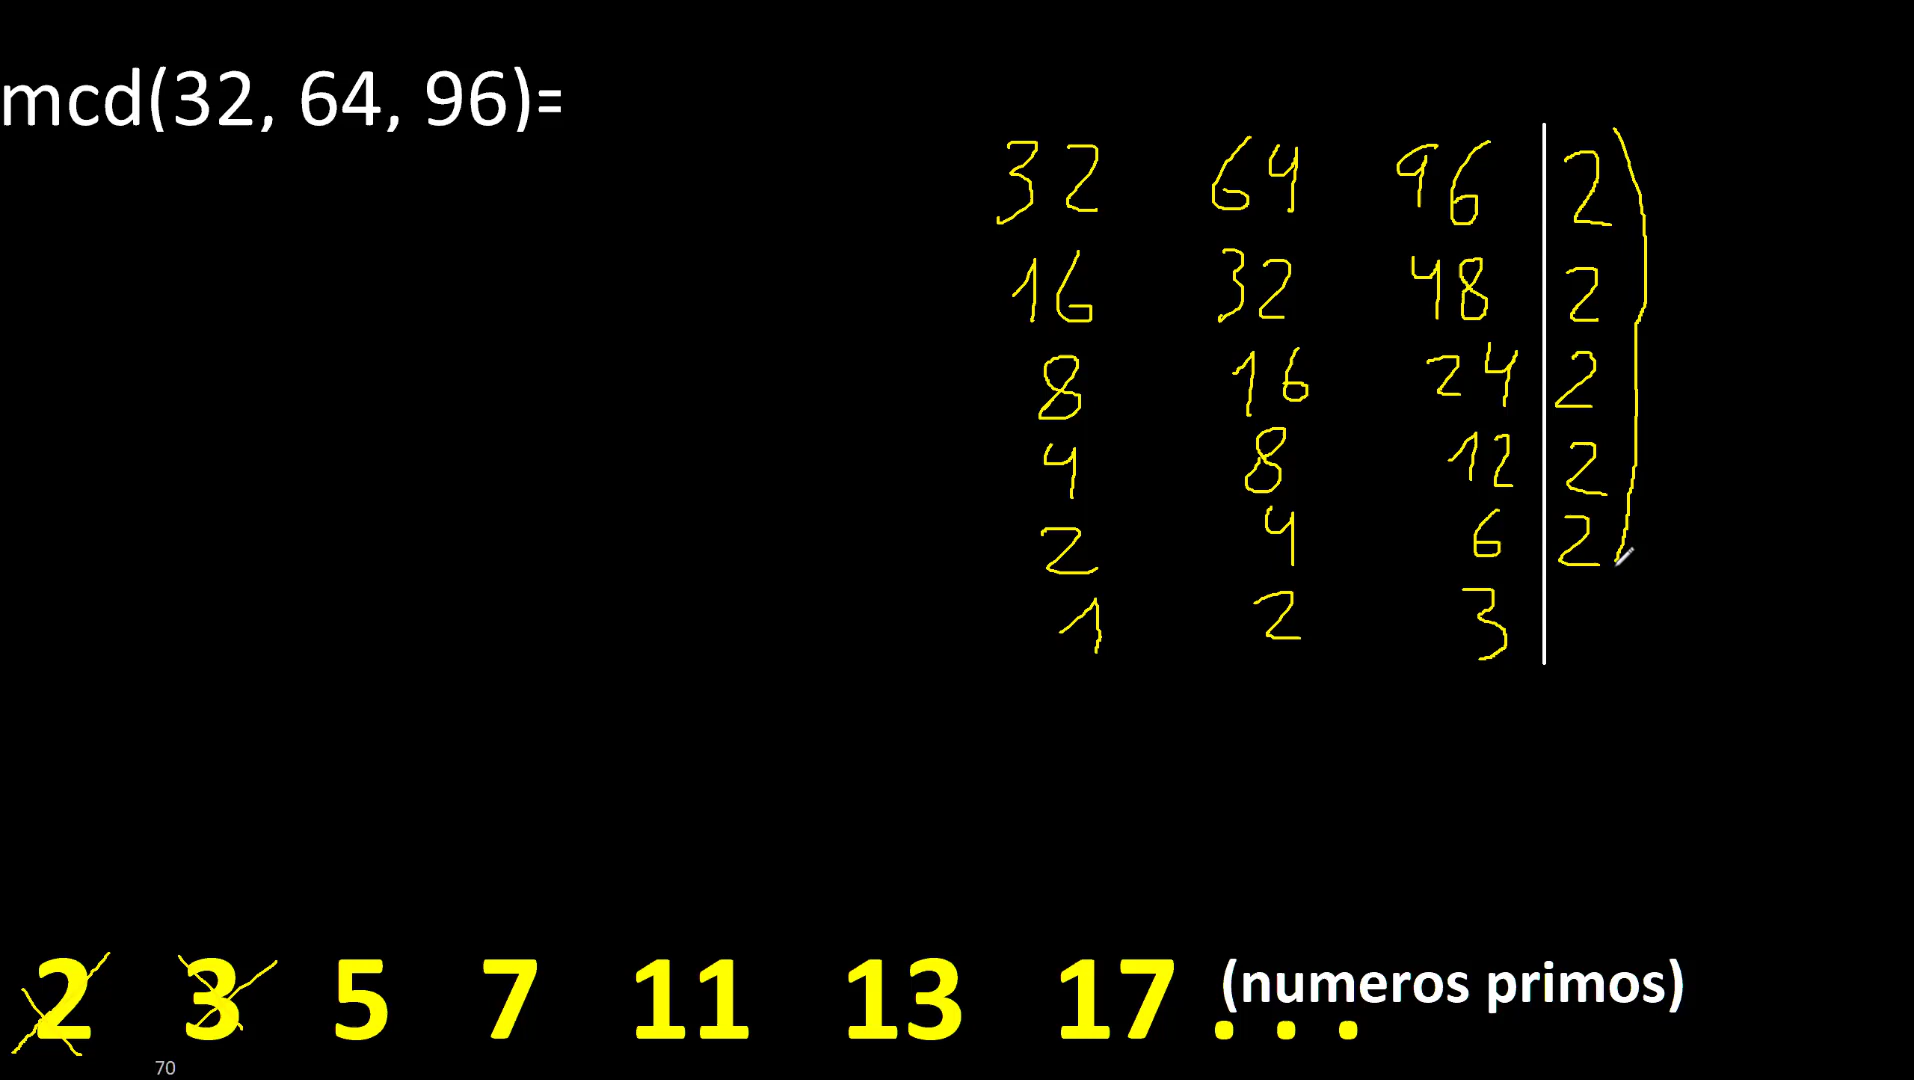 mcd(32, 64, 96)=
32 64 96 2
16 32 48 2
8 16 24 2
4 8 12 2
2 4 6 2
1 2 3
2 3 5 7 11 13 17 . . . (numeros primos)
70